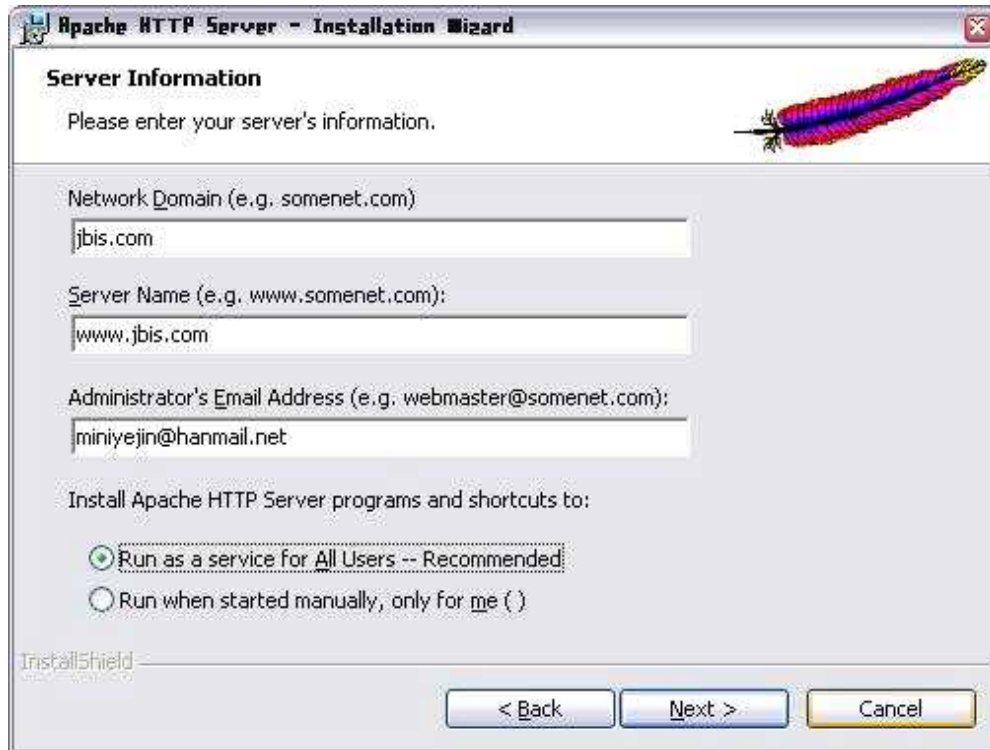 Apache HTTP Server - Installation Wizard
Server Information
Please enter your server's information.
Network Domain (e.g. somenet.com)
jbis.com
Server Name (e.g. www.somenet.com):
www.jbis.com
Administrator's Email Address (e.g. webmaster@somenet.com):
miniyejin@hanmail.net
Install Apache HTTP Server programs and shortcuts to:
Run as a service for All Users -- Recommended
Run when started manually, only for me ( )
InstallShield
< Back Next > Cancel